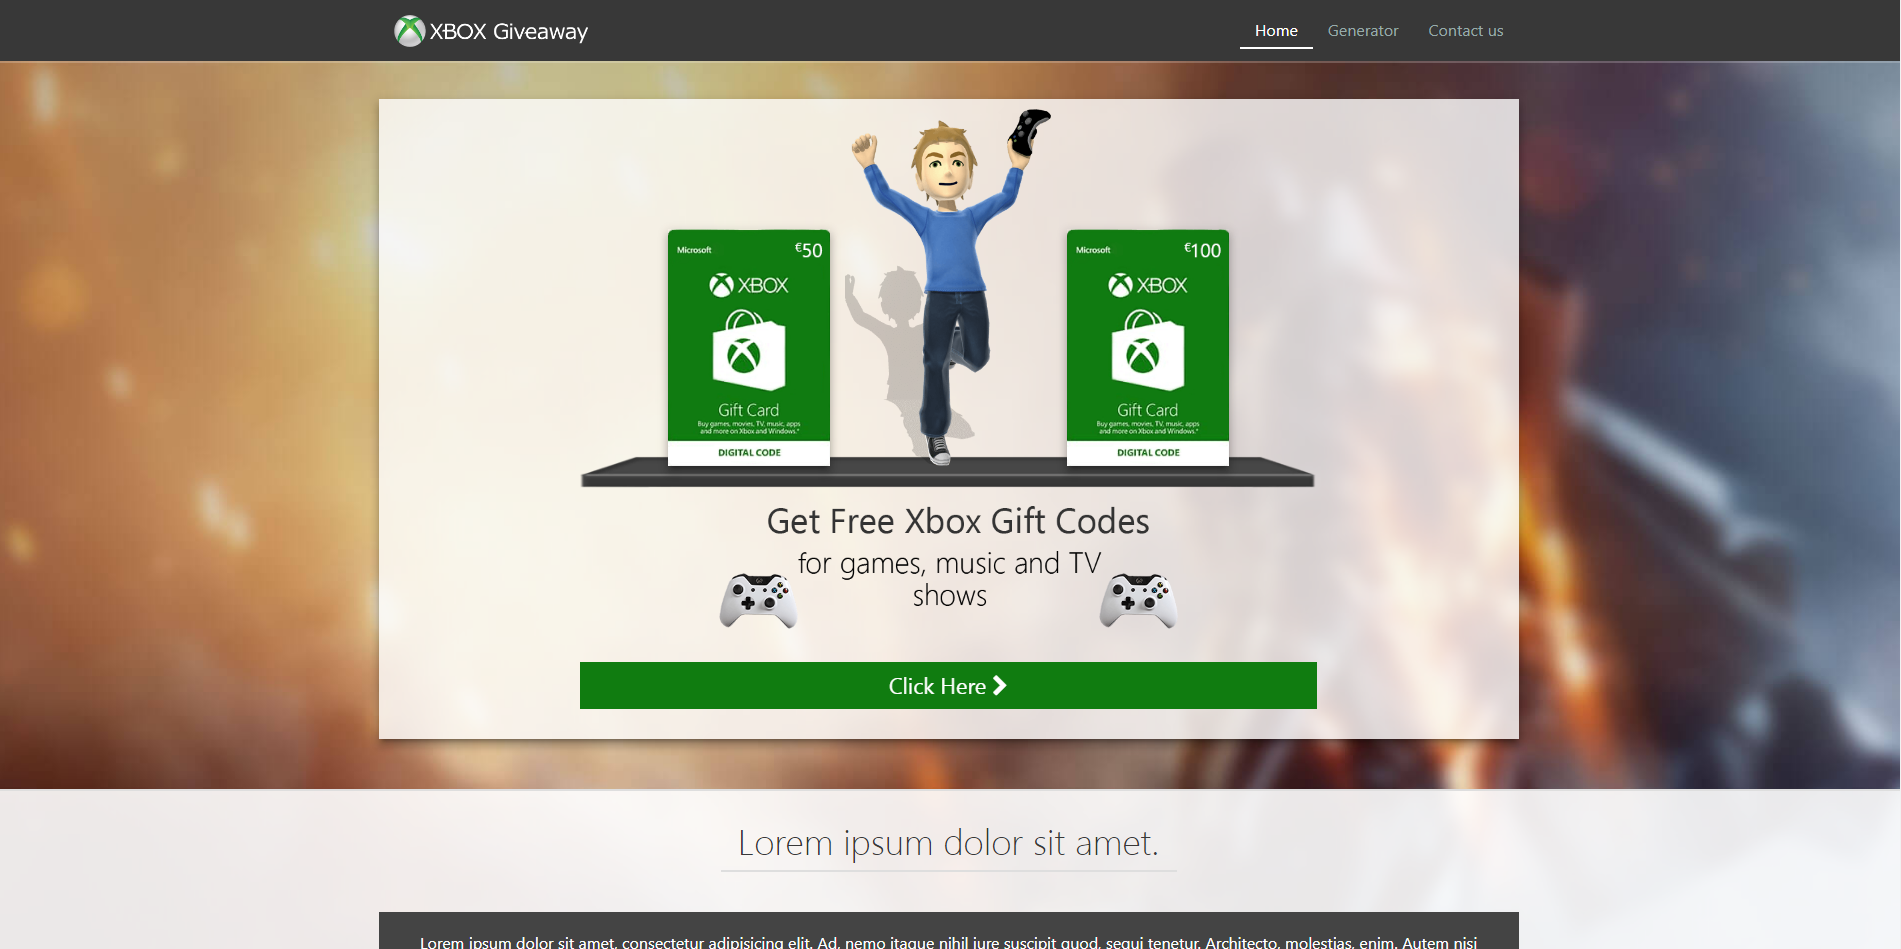 XBOX Giveaway
Home Generator Contact us
Microsoft €50
XBOX
Gift Card
Buy games, movies, TV, music, apps
and more on Xbox and Windows.*
DIGITAL CODE
Microsoft €100
XBOX
Gift Card
Buy games, movies, TV, music, apps
and more on Xbox and Windows.*
DIGITAL CODE
Get Free Xbox Gift Codes
for games, music and TV
shows
Click Here
Lorem ipsum dolor sit amet.
Lorem ipsum dolor sit amet, consectetur adipisicing elit. Ad, nemo itaque nihil iure suscipit quod, sequi tenetur. Architecto, molestias, enim. Autem nisi